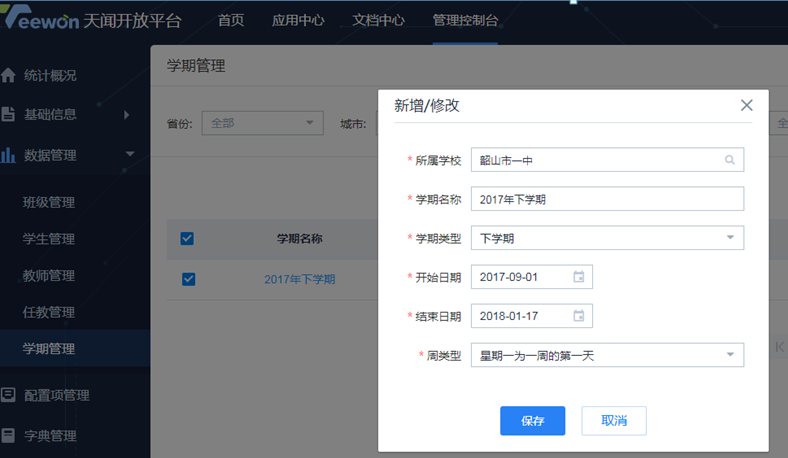 Teewon 天闻开放平台 首页 应用中心 文档中心 管理控制台
统计概况
基础信息
数据管理
班级管理
学生管理
教师管理
任教管理
学期管理
配置项管理
字典管理
学期管理
省份: 全部 城市: 全
学期名称
2017年下学期
新增/修改
* 所属学校 韶山市一中
* 学期名称 2017年下学期
* 学期类型 下学期
* 开始日期 2017-09-01
* 结束日期 2018-01-17
* 周类型 星期一为一周的第一天
保存 取消